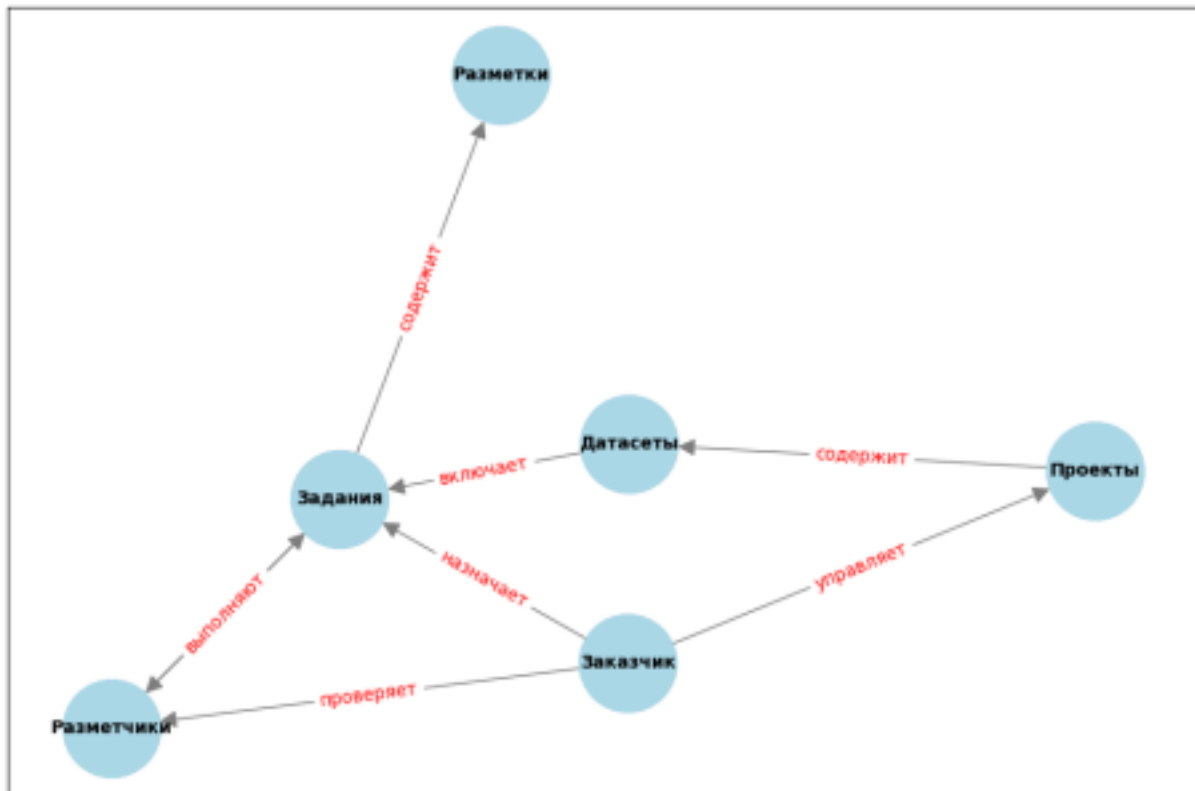 Разметки
содержит
Датасеты
содержит
Проекты
включает
Задания
назначает
управляет
выполняют
Заказчик
проверяет
Разметчики